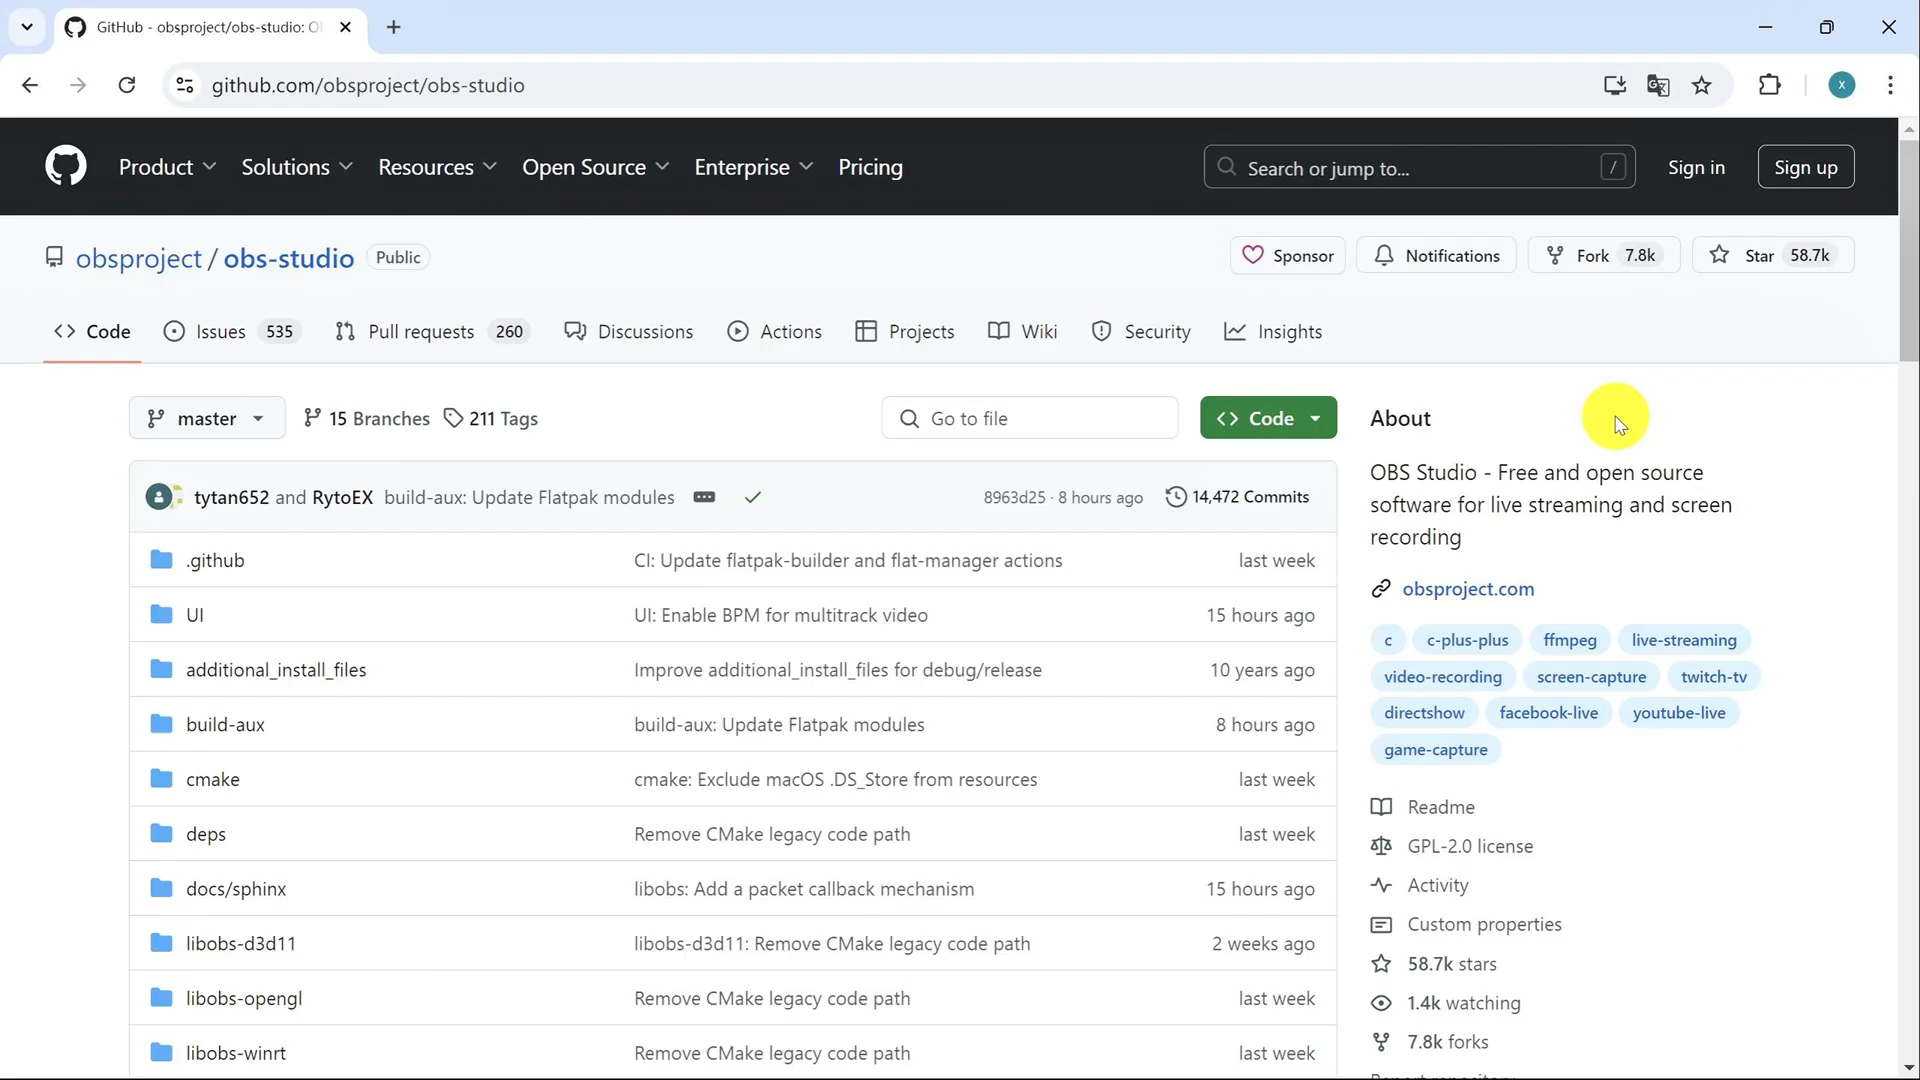 GitHub - obsproject/obs-studio: O
github.com/obsproject/obs-studio
x
Product Solutions Resources Open Source Enterprise Pricing
Search or jump to... /
Sign in Sign up
obsproject / obs-studio Public
Sponsor Notifications Fork 7.8k Star 58.7k
Code Issues 535 Pull requests 260 Discussions Actions Projects Wiki Security Insights
master 15 Branches 211 Tags
Go to file
Code
tytan652 and RytoEX build-aux: Update Flatpak modules 8963d25 · 8 hours ago 14,472 Commits
.github CI: Update flatpak-builder and flat-manager actions last week
UI UI: Enable BPM for multitrack video 15 hours ago
additional_install_files Improve additional_install_files for debug/release 10 years ago
build-aux build-aux: Update Flatpak modules 8 hours ago
cmake cmake: Exclude macOS .DS_Store from resources last week
deps Remove CMake legacy code path last week
docs/sphinx libobs: Add a packet callback mechanism 15 hours ago
libobs-d3d11 libobs-d3d11: Remove CMake legacy code path 2 weeks ago
libobs-opengl Remove CMake legacy code path last week
libobs-winrt Remove CMake legacy code path last week
About
OBS Studio - Free and open source
software for live streaming and screen
recording
obsproject.com
c c-plus-plus ffmpeg live-streaming
video-recording screen-capture twitch-tv
directshow facebook-live youtube-live
game-capture
Readme
GPL-2.0 license
Activity
Custom properties
58.7k stars
1.4k watching
7.8k forks
Report repository